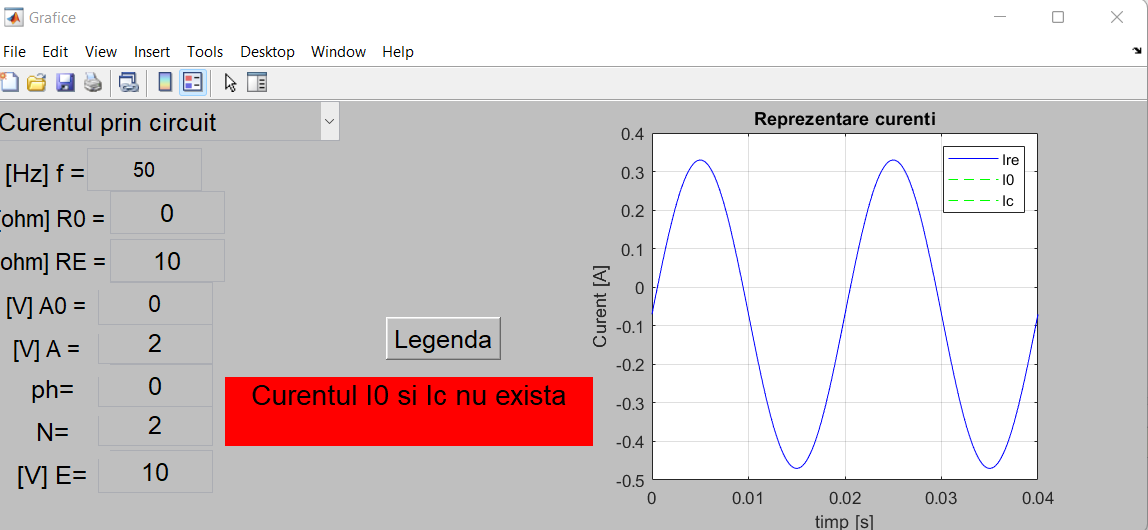 Grafice
File Edit View Insert Tools Desktop Window Help
Curentul prin circuit
[Hz] f = 50
[ohm] R0 = 0
ohm] RE = 10
[V] A0 = 0
[V] A = 2
ph= 0
N= 2
[V] E= 10
Legenda
Curentul I0 si Ic nu exista
Reprezentare curenti
0.4
0.3
0.2
0.1
0
-0.1
-0.2
-0.3
-0.4
-0.5
Curent [A]
Ire
I0
Ic
0 0.01 0.02 0.03 0.04
timp [s]